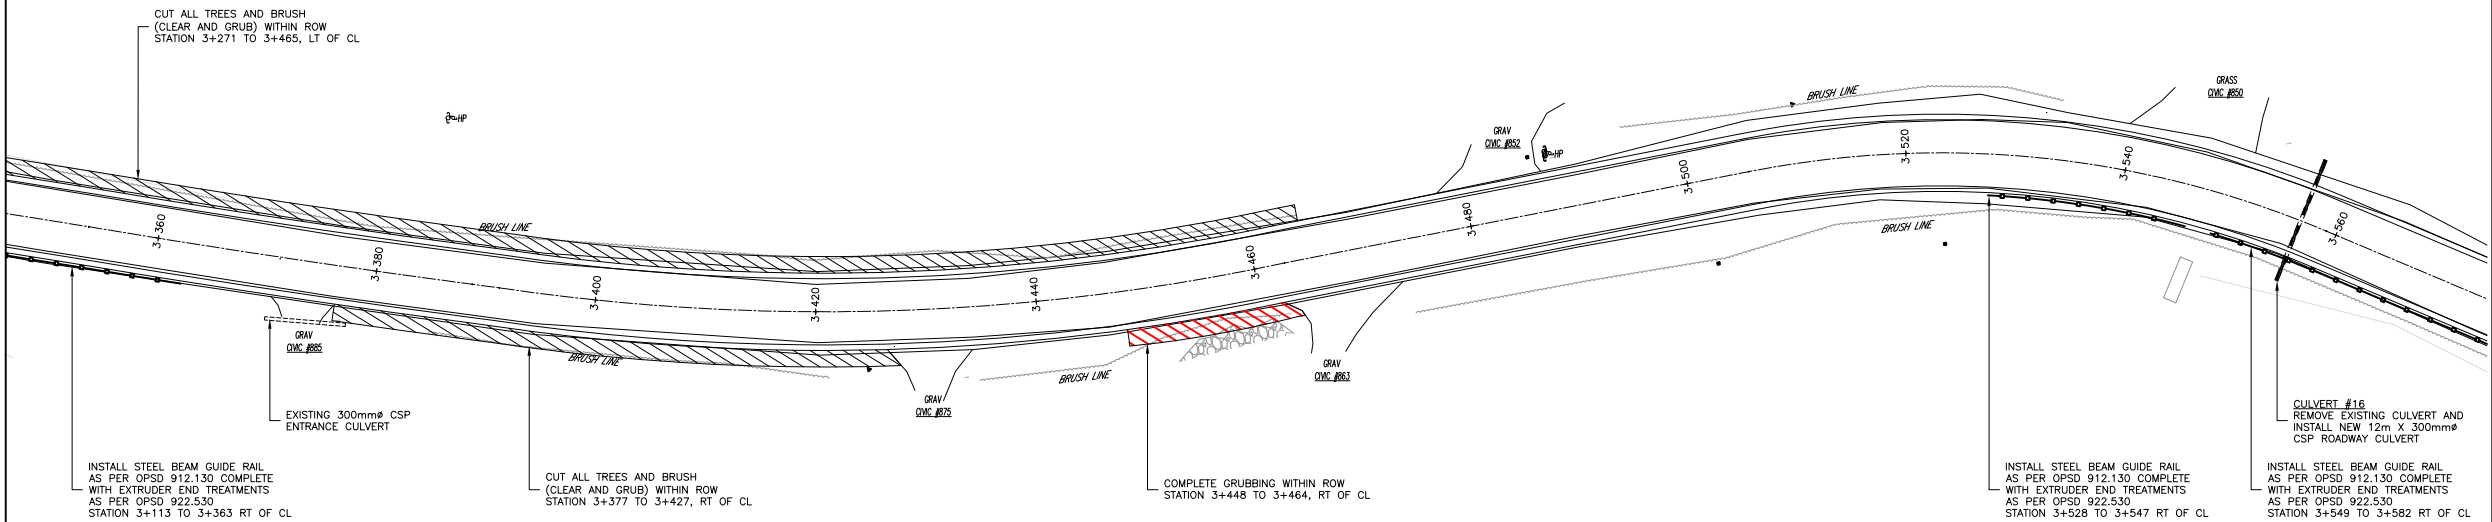 CUT ALL TREES AND BRUSH
(CLEAR AND GRUB) WITHIN ROW
STATION 3+271 TO 3+465, LT OF CL
HP
BRUSH LINE
GRASS
CIVIC #850
GRAV
CIVIC #852
HP
3+360
3+380
3+400
3+420
3+440
3+460
3+480
3+500
3+520
3+540
3+560
BRUSH LINE
BRUSH LINE
GRAV
CIVIC #885
BRUSH LINE
BRUSH LINE
GRAV
CIVIC #863
GRAV
CIVIC #875
EXISTING 300mmø CSP
ENTRANCE CULVERT
CULVERT #16
REMOVE EXISTING CULVERT AND
INSTALL NEW 12m X 300mmø
CSP ROADWAY CULVERT
INSTALL STEEL BEAM GUIDE RAIL
AS PER OPSD 912.130 COMPLETE
WITH EXTRUDER END TREATMENTS
AS PER OPSD 922.530
STATION 3+113 TO 3+363 RT OF CL
CUT ALL TREES AND BRUSH
(CLEAR AND GRUB) WITHIN ROW
STATION 3+377 TO 3+427, RT OF CL
COMPLETE GRUBBING WITHIN ROW
STATION 3+448 TO 3+464, RT OF CL
INSTALL STEEL BEAM GUIDE RAIL
AS PER OPSD 912.130 COMPLETE
WITH EXTRUDER END TREATMENTS
AS PER OPSD 922.530
STATION 3+528 TO 3+547 RT OF CL
INSTALL STEEL BEAM GUIDE RAIL
AS PER OPSD 912.130 COMPLETE
WITH EXTRUDER END TREATMENTS
AS PER OPSD 922.530
STATION 3+549 TO 3+582 RT OF CL